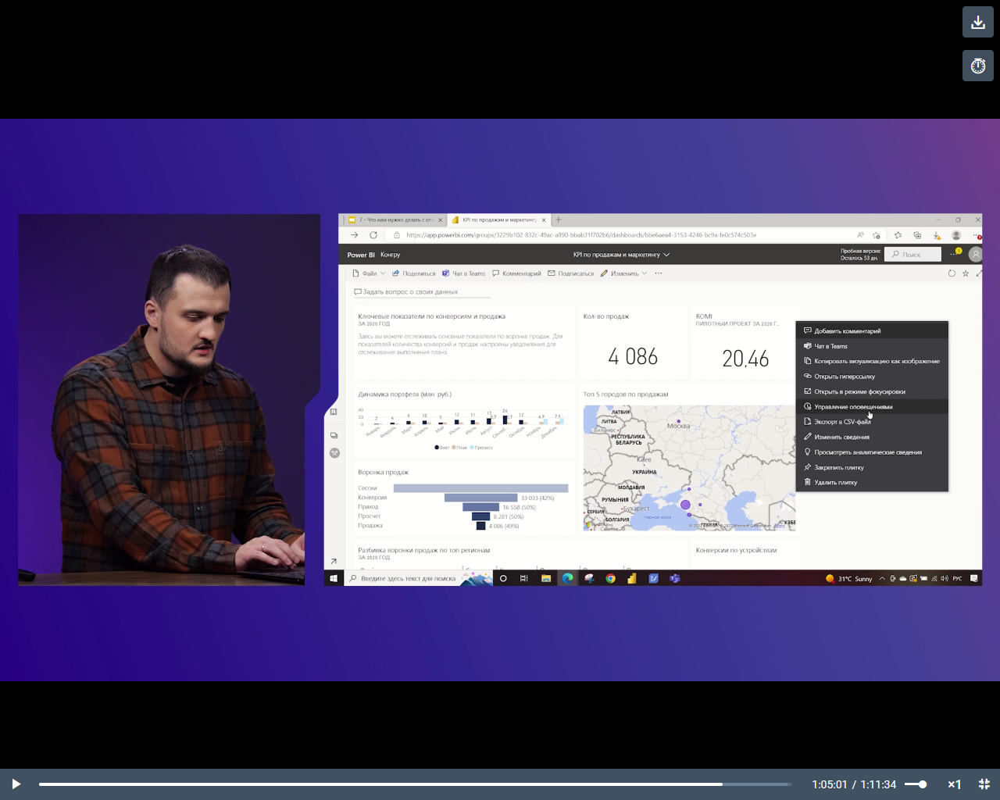 7 - Что нам нужно делать с отч
KPI по продажам и маркетингу
https://app.powerbi.com/groups/3229b102-832c-49ac-a890-bbab31f702b6/dashboards/bbe6aea4-3153-4246-bc9a-fe0c574c503e
Power BI Конгру
KPI по продажам и маркетингу
Пробная версия:
Осталось 53 дн.
Поиск
1
Файл Поделиться Чат в Teams Комментарий Подписаться Изменить ...
Задать вопрос о своих данных
Ключевые показатели по конверсиям и продажа
ЗА 2020 ГОД
Здесь вы можете отслеживать основные показатели по воронке продаж. Для
показателей количества конверсий и продаж настроены уведомления для
отслеживания выполнения плана.
Кол-во продаж
4 086
ROMI
ПИЛОТНЫЙ ПРОЕКТ ЗА 2020 Г...
20,46
Добавить комментарий
Чат в Teams
Копировать визуализацию как изображение
Открыть гиперссылку
Открыть в режиме фокусировки
Управление оповещениями
Экспорт в CSV-файл
Изменить сведения
Просмотреть аналитические сведения
Закрепить плитку
Удалить плитку
Динамика портфеля (млн. руб.)
40
20
0
2 4 9 10 5 12 11 17 24 12 6,9 7,3
Январь Февраль Март Апрель Май Июнь Июль Август Сентяб... Октябрь Ноябрь Декабрь
Факт План Прогноз
Топ 5 городов по продажам
ЛАТВИЯ
ЛИТВА
Москва
Вильнюс
РЕСПУБЛИКА
БЕЛАРУСЬ
Киев
УКРАИНА
МОЛДАВИЯ
РУМЫНИЯ
СЕРБИЯ
Бухарест
БОЛГАРИЯ
Черное море
ГРУЗИЯ
УЗБЕ
Воронка продаж
Сессии
Конверсия 33 033 (42%)
Приход 16 558 (50%)
Просчет 8 281 (50%)
Продажа 4 086 (49%)
Разбивка воронки продаж по топ регионам
ЗА 2020 ГОД
Конверсии по устройствам
Введите здесь текст для поиска
31°C Sunny
РУС
1:05:01 / 1:11:34
×1